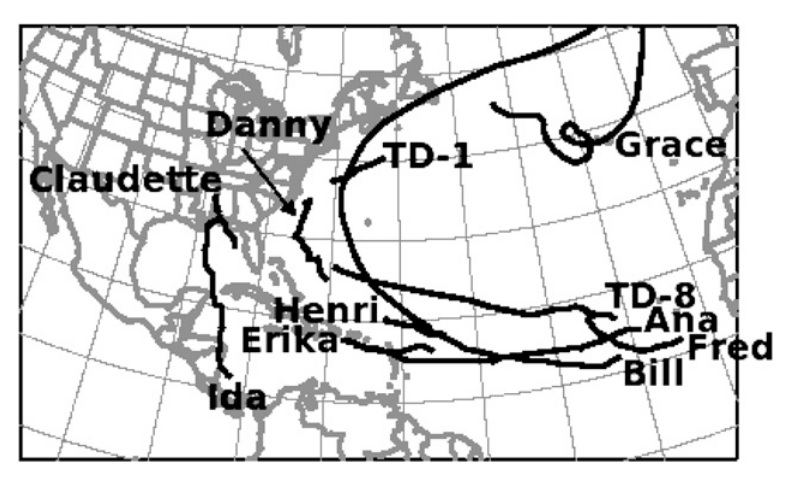 Danny
TD-1
Grace
Claudette
TD-8
Henri
Ana
Erika
Fred
Bill
Ida